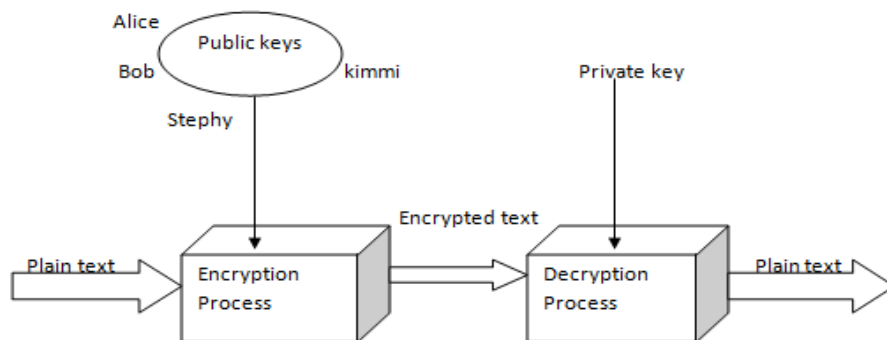 Alice
Public keys
Bob
kimmi
Private key
Stephy
Encrypted text
Plain text
Encryption
Process
Decryption
Process
Plain text